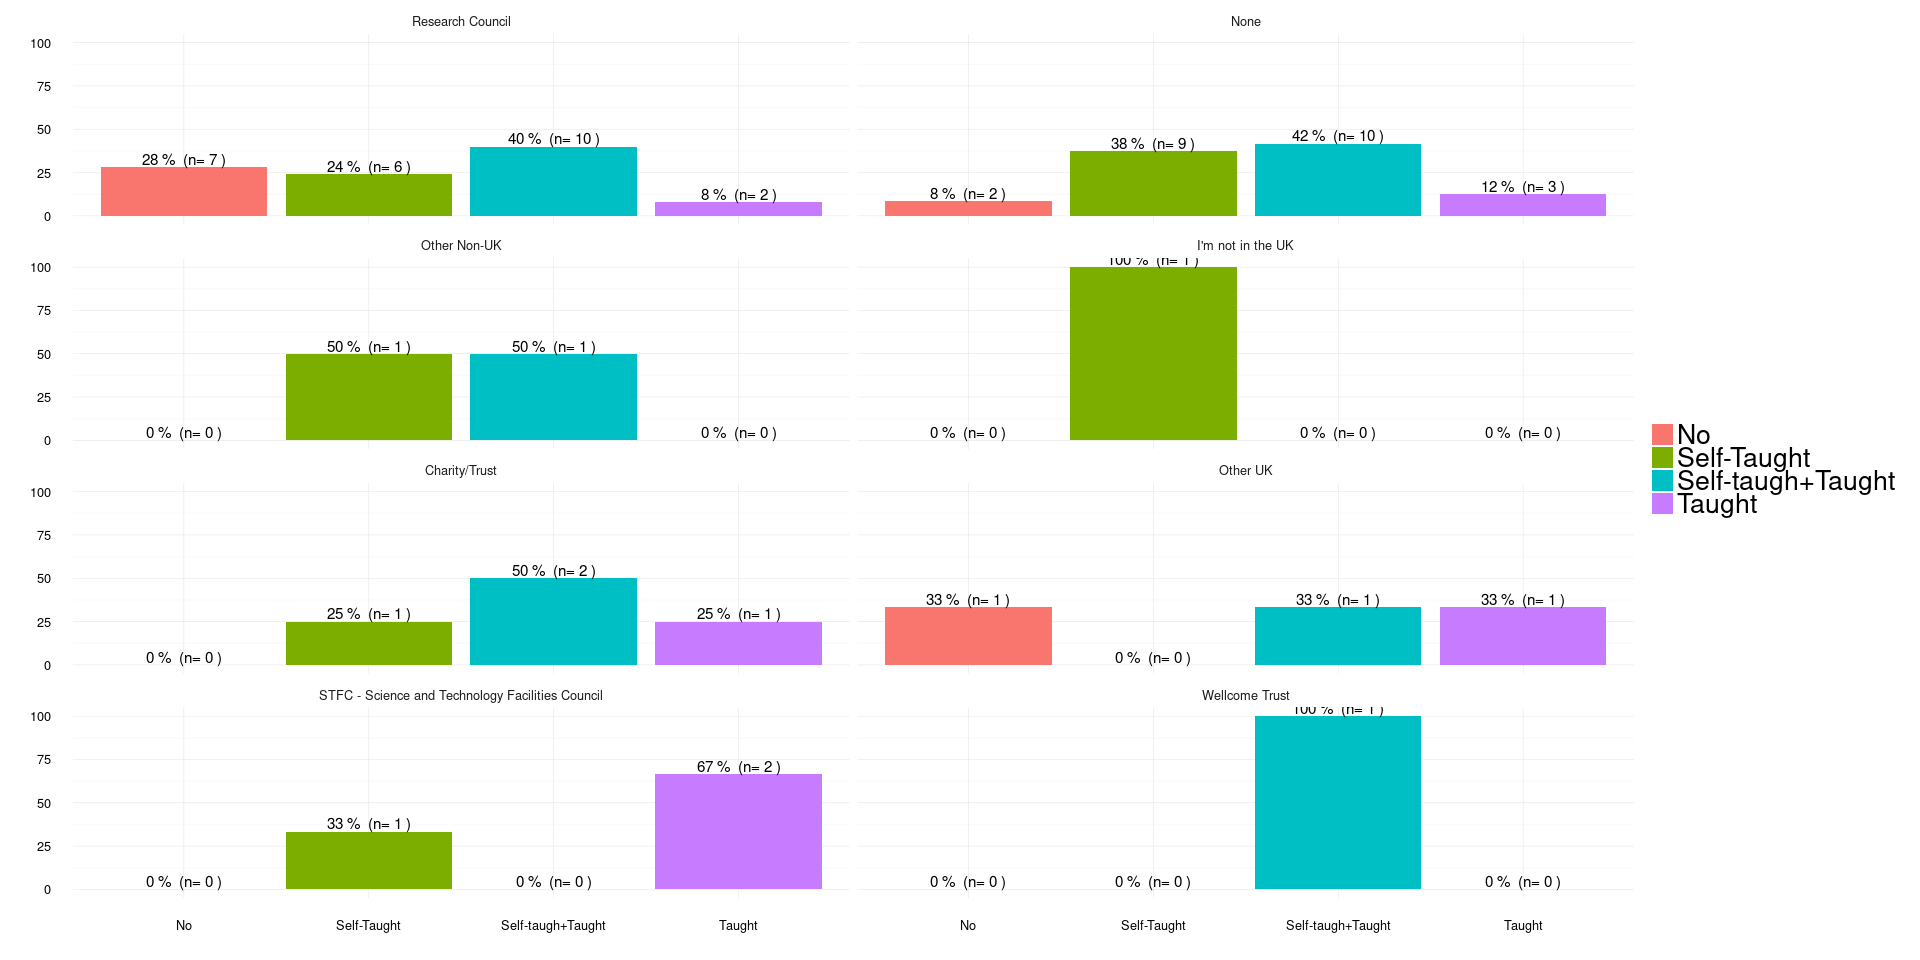 Research Council
None
100
75
50
25
0
28 % (n= 7 )
24 % (n= 6 )
40 % (n= 10 )
8 % (n= 2 )
8 % (n= 2 )
38 % (n= 9 )
42 % (n= 10 )
12 % (n= 3 )
Other Non-UK
I'm not in the UK
100
75
50
25
0
0 % (n= 0 )
50 % (n= 1 )
50 % (n= 1 )
0 % (n= 0 )
0 % (n= 0 )
100 % (n= 1 )
0 % (n= 0 )
0 % (n= 0 )
Charity/Trust
Other UK
100
75
50
25
0
0 % (n= 0 )
25 % (n= 1 )
50 % (n= 2 )
25 % (n= 1 )
33 % (n= 1 )
0 % (n= 0 )
33 % (n= 1 )
33 % (n= 1 )
STFC - Science and Technology Facilities Council
Wellcome Trust
100
75
50
25
0
0 % (n= 0 )
33 % (n= 1 )
0 % (n= 0 )
67 % (n= 2 )
0 % (n= 0 )
0 % (n= 0 )
100 % (n= 1 )
0 % (n= 0 )
No
Self-Taught
Self-taugh+Taught
Taught
No
Self-Taught
Self-taugh+Taught
Taught
No
Self-Taught
Self-taugh+Taught
Taught